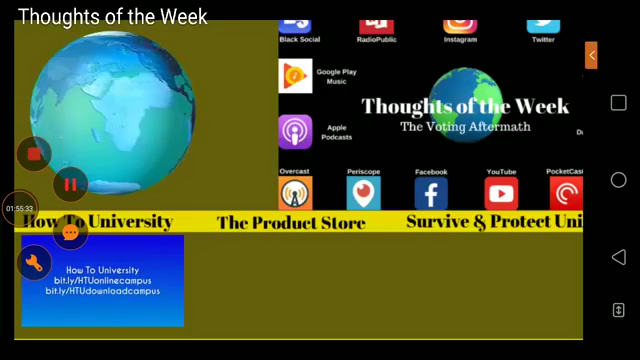 Thoughts of the Week
Black Social
RadioPublic
Instagram
Twitter
Google Play
Music
Thoughts of the Week
The Voting Aftermath
Apple
Podcasts
Overcast
Periscope
Facebook
YouTube
PocketCast
01:55:33
How To University
The Product Store
Survive & Protect Uni
How To University
bit.ly/HTUonlinecampus
bit.ly/HTUdownloadcampus